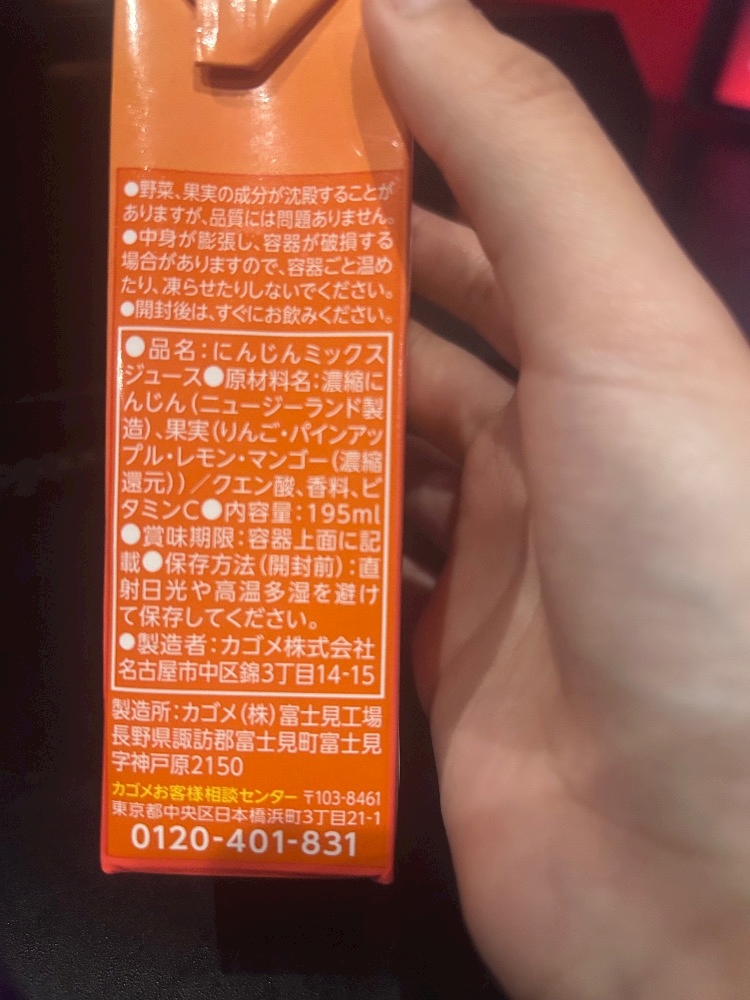 ●野菜、果実の成分が沈殿することが
ありますが、品質には問題ありません。
●中身が膨張し、容器が破損する
場合がありますので、容器ごと温め
たり、凍らせたりしないでください。
●開封後は、すぐにお飲みください。
●品名：にんじんミックス
ジュース●原材料名：濃縮に
んじん（ニュージーランド製
造）、果実（りんご・パインアッ
プル・レモン・マンゴー（濃縮
還元））／クエン酸、香料、ビ
タミンC●内容量：195ml
●賞味期限：容器上面に記
載●保存方法（開封前）：直
射日光や高温多湿を避け
て保存してください。
●製造者：カゴメ株式会社
名古屋市中区錦3丁目14-15
製造所：カゴメ（株）富士見工場
長野県諏訪郡富士見町富士見
字神戸原2150
カゴメお客様相談センター 〒103-8461
東京都中央区日本橋浜町3丁目21-1
0120-401-831